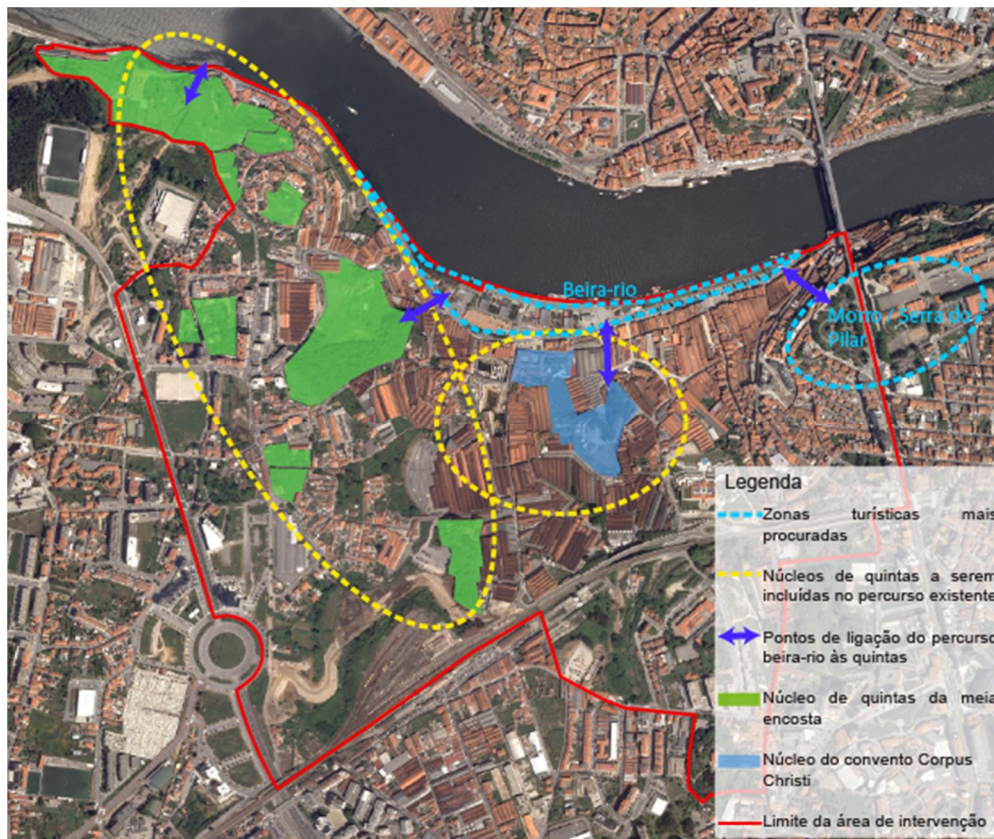 Beira-rio
Morro / Serra do
Pilar
Legenda
Zonas turísticas mais
procuradas
Núcleos de quintas a serem
incluídas no percurso existente
Pontos de ligação do percurso
beira-rio às quintas
Núcleo de quintas da meia
encosta
Núcleo do convento Corpus
Christi
Limite da área de intervenção